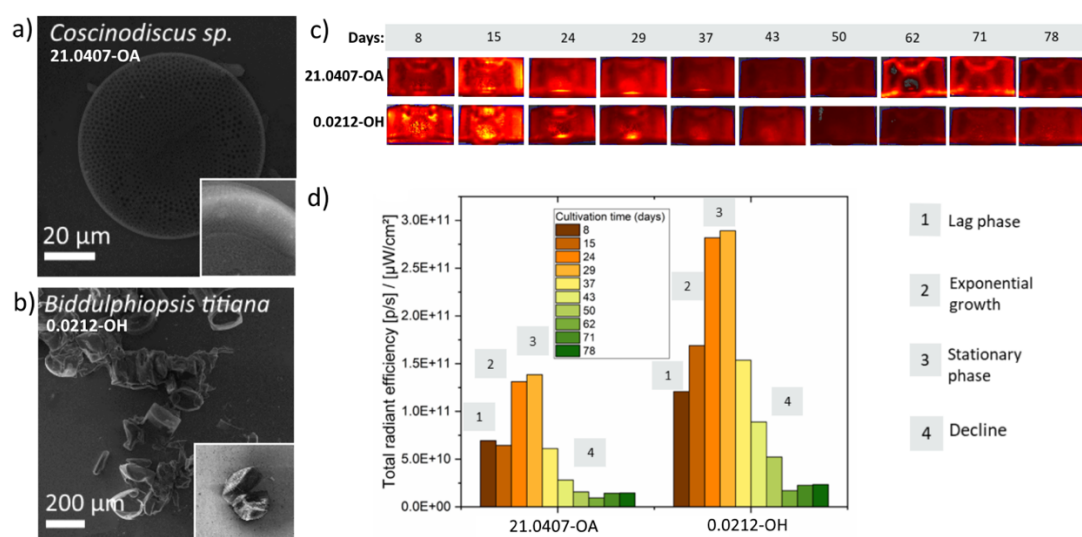 a)
Coscinodiscus sp.
21.0407-OA
20 µm
b)
Biddulphiopsis titiana
0.0212-OH
200 µm
c)
Days: 8 15 24 29 37 43 50 62 71 78
21.0407-OA
0.0212-OH
d)
Total radiant efficiency [p/s] / [µW/cm²]
3.0E+11
2.5E+11
2.0E+11
1.5E+11
1.0E+11
5.0E+10
0.0E+00
Cultivation time (days)
8
15
24
29
37
43
50
62
71
78
1
2
3
4
1
2
3
4
21.0407-OA
0.0212-OH
1 Lag phase
2 Exponential
growth
3 Stationary
phase
4 Decline